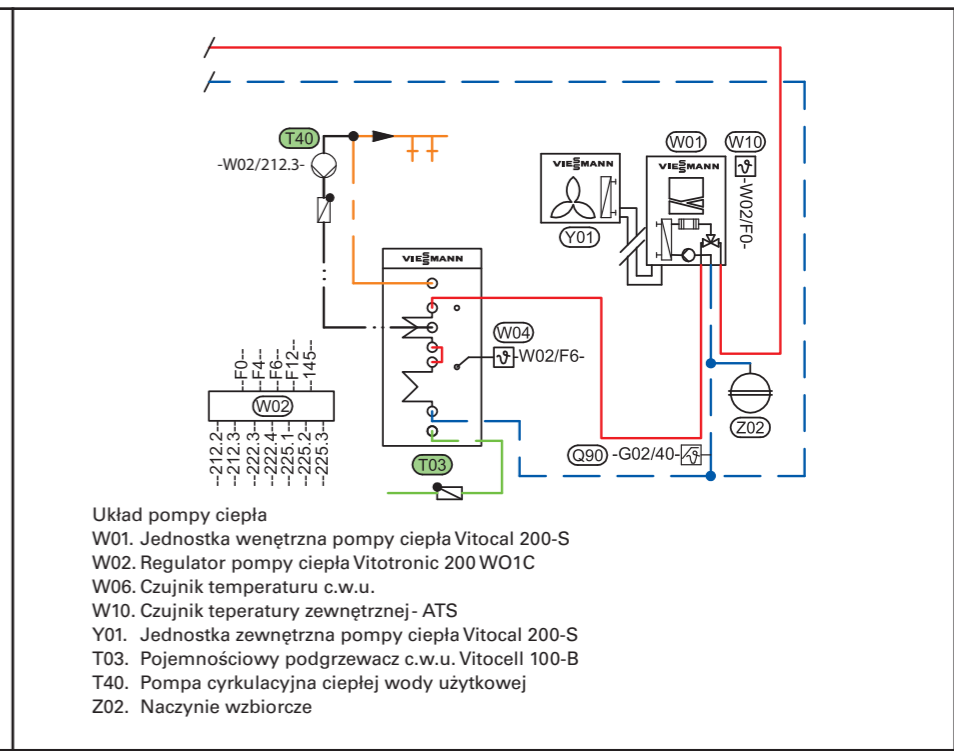 T40
-W02/212.3-
W01
W10
VIESMANN
VIESMANN
-W02/F0-
Y01
VIESMANN
W04
-W02/F6-
--F0--
--F4--
--F6--
--F12--
--145--
W02
--212.2--
--212.3--
--222.3--
--222.4--
--225.1--
--225.2--
--225.3--
Z02
Q90 -G02/40-
T03
Układ pompy ciepła
W01. Jednostka wenętrzna pompy ciepła Vitocal 200-S
W02. Regulator pompy ciepła Vitotronic 200 WO1C
W06. Czujnik temperaturu c.w.u.
W10. Czujnik teperatury zewnętrznej - ATS
Y01. Jednostka zewnętrzna pompy ciepła Vitocal 200-S
T03. Pojemnościowy podgrzewacz c.w.u. Vitocell 100-B
T40. Pompa cyrkulacyjna ciepłej wody użytkowej
Z02. Naczynie wzbiorcze